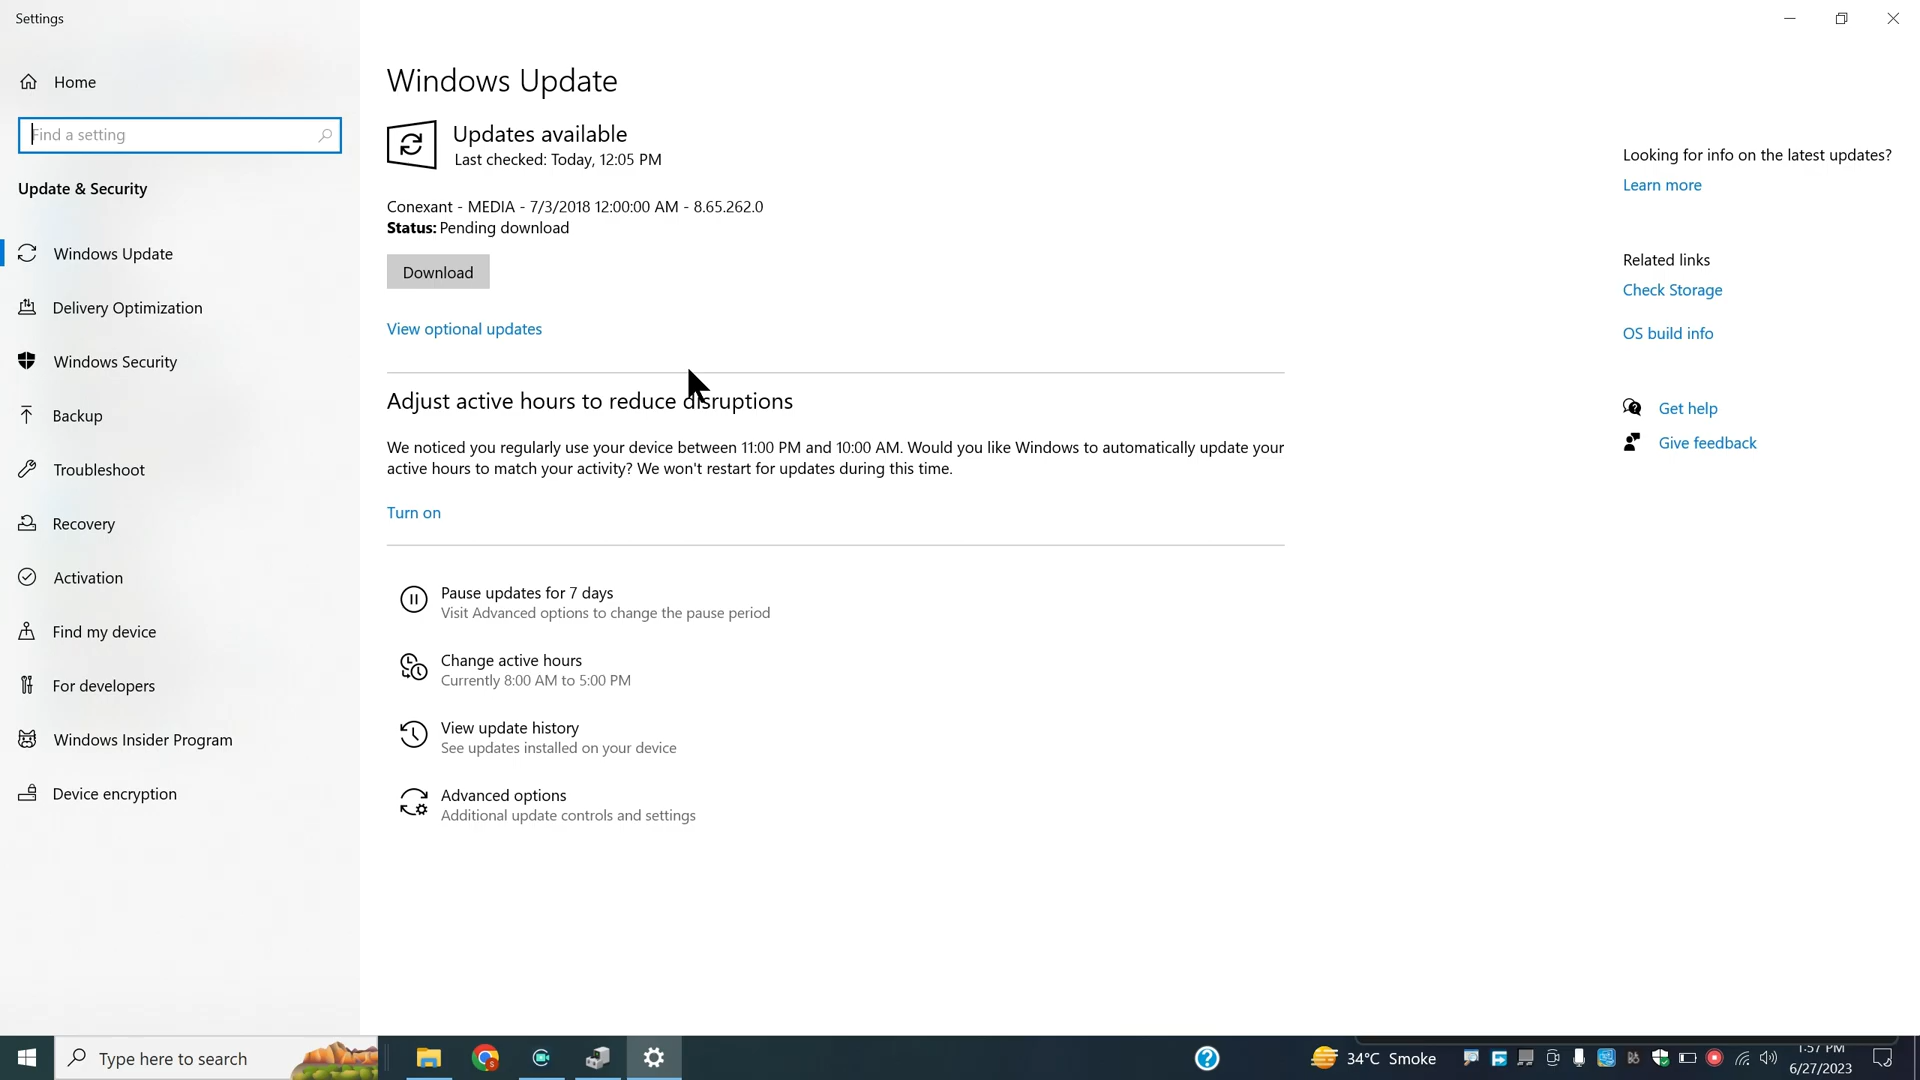 Settings
Home
Find a setting
Update & Security
Windows Update
Delivery Optimization
Windows Security
Backup
Troubleshoot
Recovery
Activation
Find my device
For developers
Windows Insider Program
Device encryption
Windows Update
Updates available
Last checked: Today, 12:05 PM
Conexant - MEDIA - 7/3/2018 12:00:00 AM - 8.65.262.0
Status: Pending download
Download
View optional updates
Adjust active hours to reduce disruptions
We noticed you regularly use your device between 11:00 PM and 10:00 AM. Would you like Windows to automatically update your
active hours to match your activity? We won't restart for updates during this time.
Turn on
Pause updates for 7 days
Visit Advanced options to change the pause period
Change active hours
Currently 8:00 AM to 5:00 PM
View update history
See updates installed on your device
Advanced options
Additional update controls and settings
Looking for info on the latest updates?
Learn more
Related links
Check Storage
OS build info
Get help
Give feedback
Type here to search
34°C Smoke
1:57 PM
6/27/2023